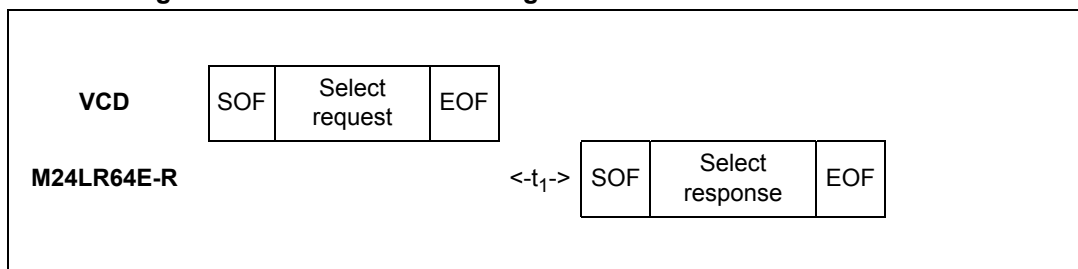 VCD SOF Select request EOF
M24LR64E-R <-t1-> SOF Select response EOF